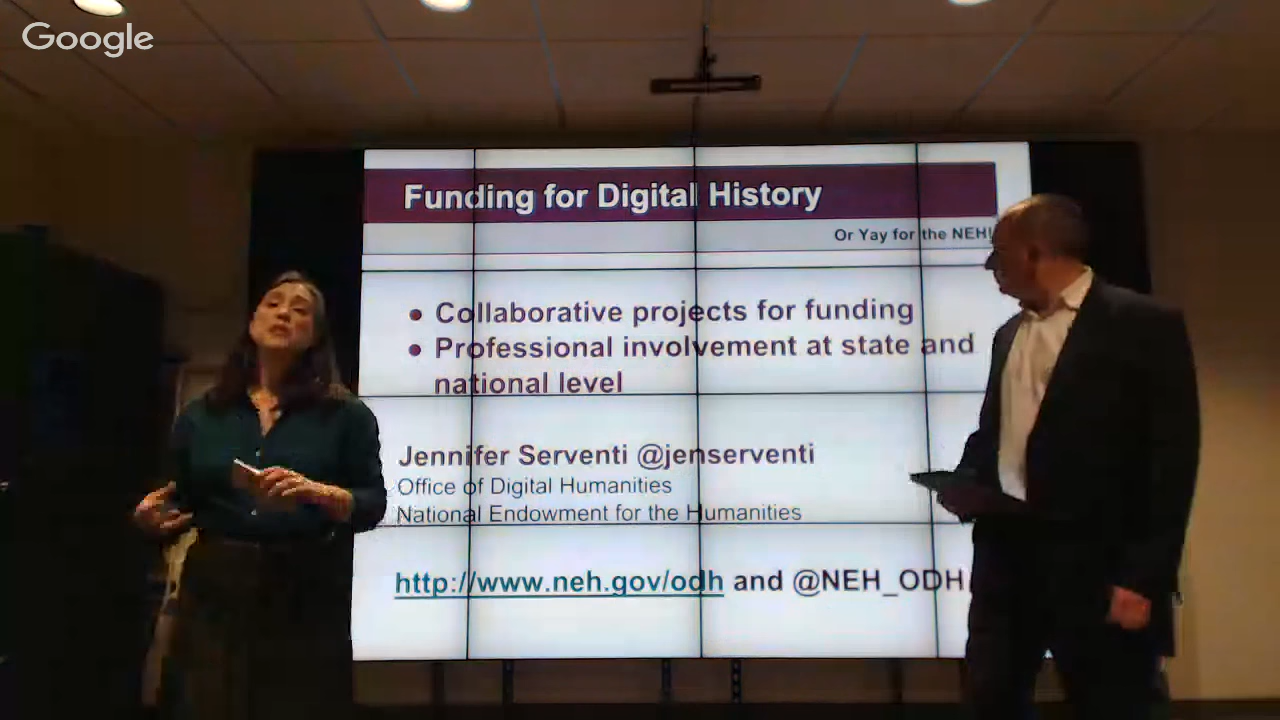 Google
Funding for Digital History
Or Yay for the NEH!
● Collaborative projects for funding
● Professional involvement at state and
national level
Jennifer Serventi @jenserventi
Office of Digital Humanities
National Endowment for the Humanities
http://www.neh.gov/odh and @NEH_ODH